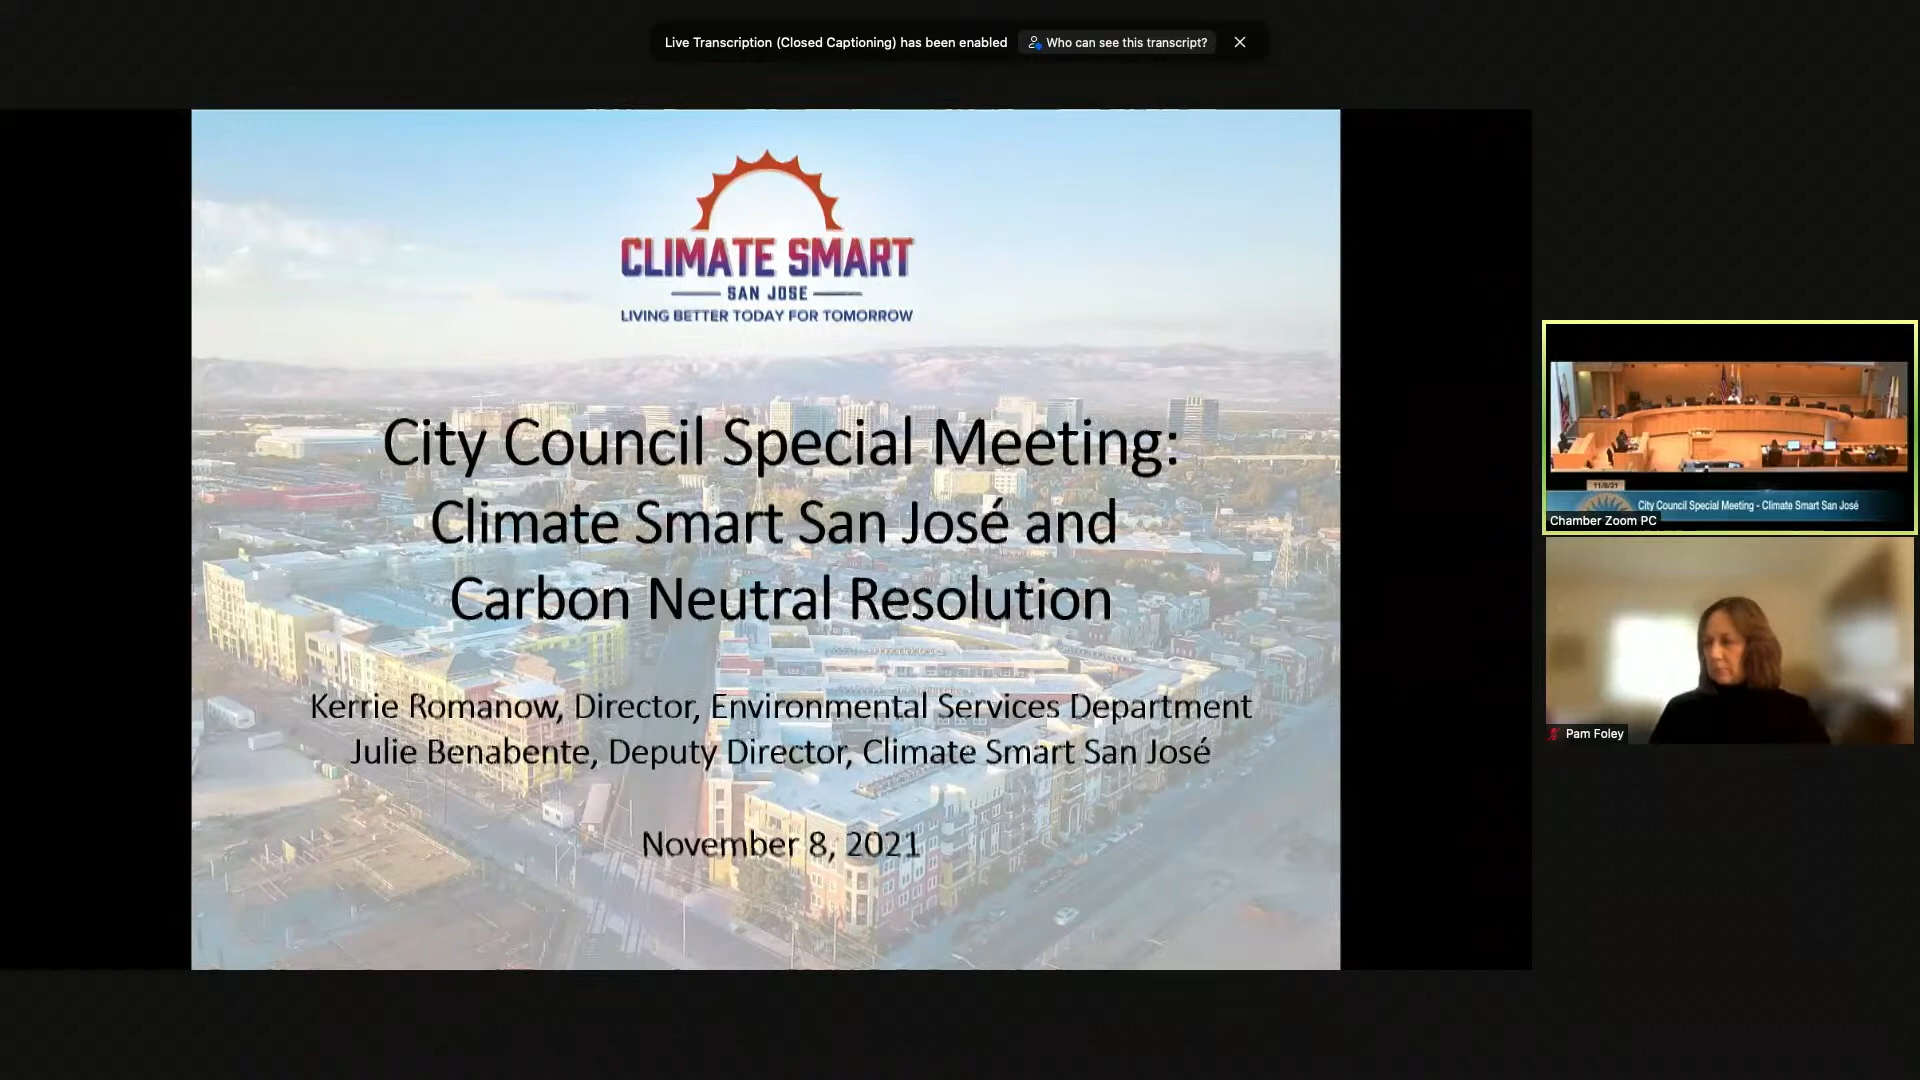 Live Transcription (Closed Captioning) has been enabled
Who can see this transcript?
CLIMATE SMART
SAN JOSE
LIVING BETTER TODAY FOR TOMORROW
City Council Special Meeting:
Climate Smart San José and
Carbon Neutral Resolution
Kerrie Romanow, Director, Environmental Services Department
Julie Benabente, Deputy Director, Climate Smart San José
November 8, 2021
11/8/21
City Council Special Meeting - Climate Smart San José
Chamber Zoom PC
Pam Foley